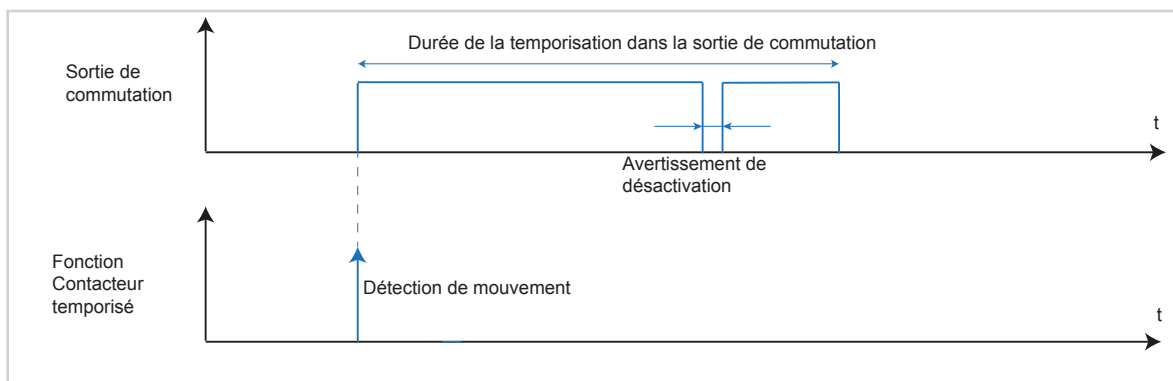 Durée de la temporisation dans la sortie de commutation
Sortie de
commutation
t
Avertissement de
désactivation
Fonction
Contacteur
temporisé
Détection de mouvement
t